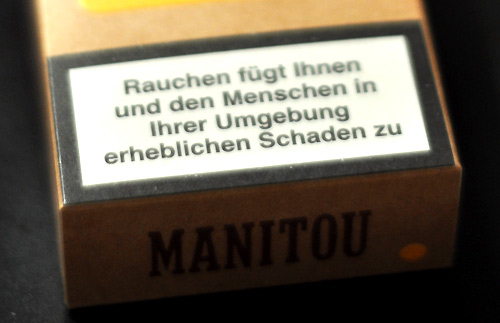 Rauchen fügt Ihnen
und den Menschen in
Ihrer Umgebung
erheblichen Schaden zu
MANITOU